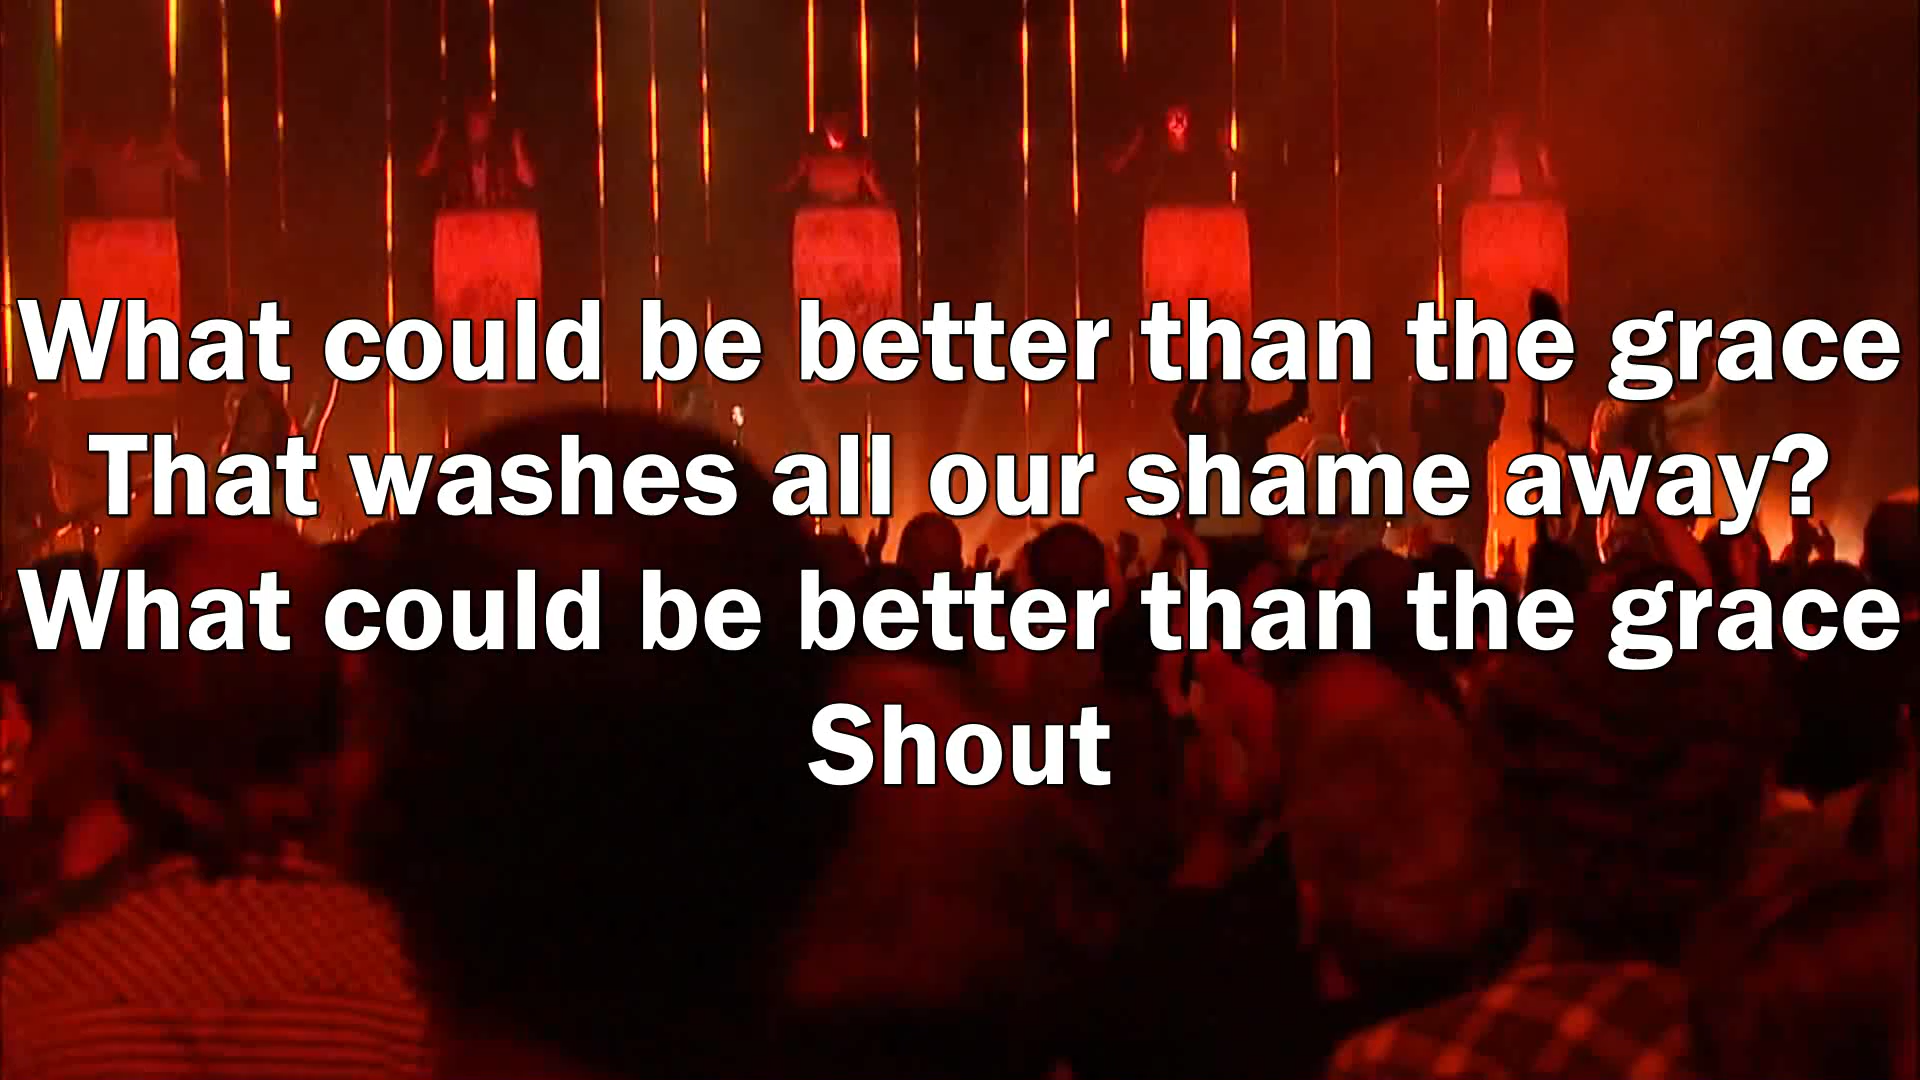 What could be better than the grace
That washes all our shame away?
What could be better than the grace
Shout